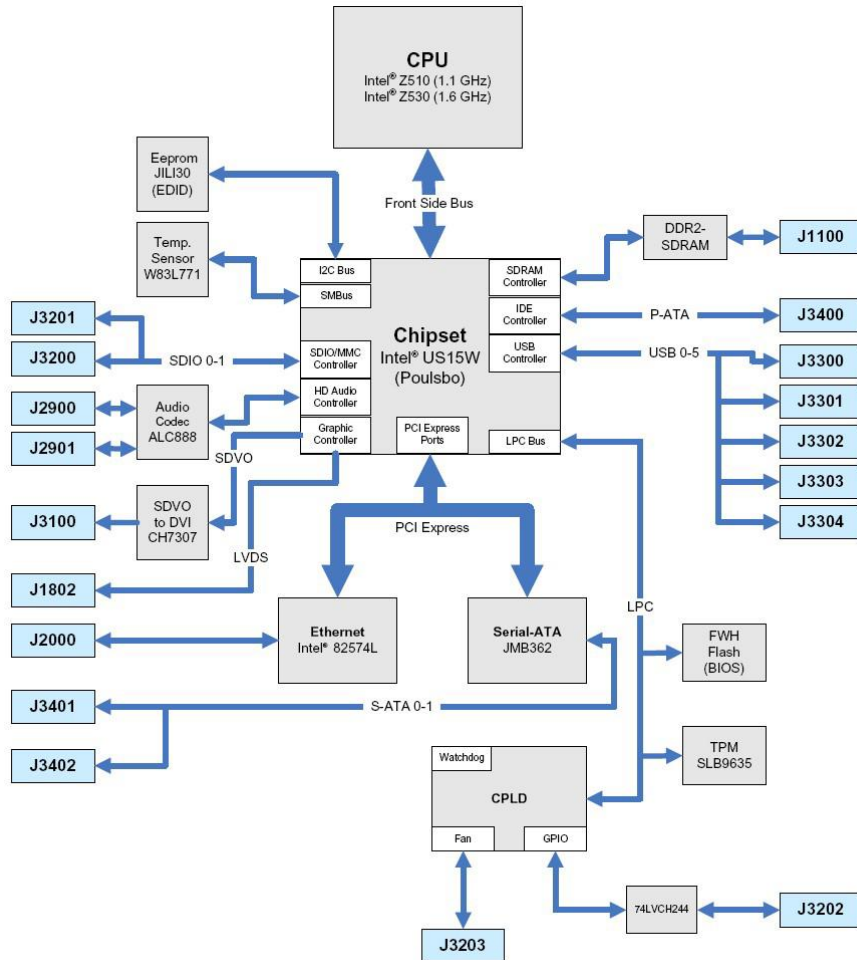 CPU
Intel® Z510 (1.1 GHz)
Intel® Z530 (1.6 GHz)
Eeprom
JILI30
(EDID)
Front Side Bus
Temp.
Sensor
W83L771
DDR2-
SDRAM
J1100
I2C Bus
SMBus
SDRAM
Controller
IDE
Controller
USB
Controller
P-ATA
J3400
Chipset
Intel® US15W
(Poulsbo)
J3201
J3200
SDIO 0-1
SDIO/MMC
Controller
HD Audio
Controller
Graphic
Controller
PCI Express
Ports
LPC Bus
USB 0-5
J3300
J3301
J3302
J3303
J3304
J2900
J2901
Audio
Codec
ALC888
SDVO
J3100
SDVO
to DVI
CH7307
LVDS
PCI Express
J1802
J2000
Ethernet
Intel® 82574L
Serial-ATA
JMB362
LPC
FWH
Flash
(BIOS)
J3401
S-ATA 0-1
J3402
TPM
SLB9635
Watchdog
CPLD
Fan
GPIO
74LVCH244
J3202
J3203